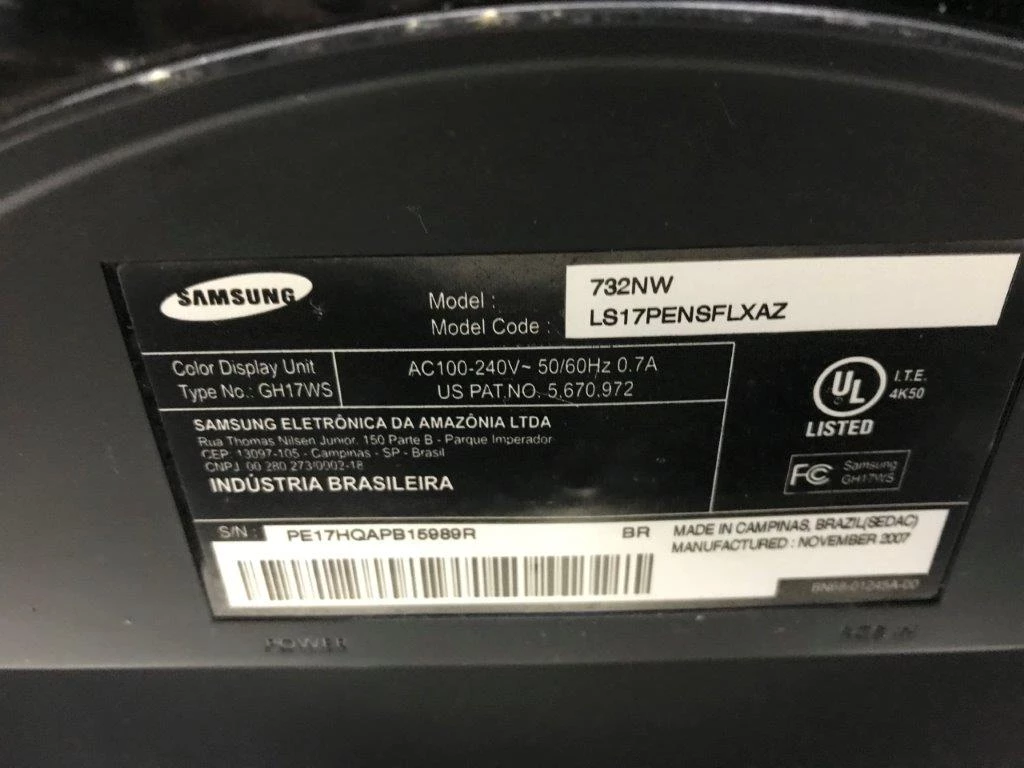 SAMSUNG
Model : 732NW
Model Code : LS17PENSFLXAZ
Color Display Unit
Type No.: GH17WS
AC100-240V~ 50/60Hz 0.7A
US PAT.NO. 5,670,972
SAMSUNG ELETRÔNICA DA AMAZÔNIA LTDA
Rua Thomas Nilsen Junior, 150 Parte B - Parque Imperador
CEP 13097-105 - Campinas - SP - Brasil
CNPJ 00 280 273/0002-18
INDÚSTRIA BRASILEIRA
UL
LISTED
I.T.E.
4K50
FC
Samsung
GH17WS
S/N : PE17HQAPB15989R BR
MADE IN CAMPINAS, BRAZIL(SEDAC)
MANUFACTURED : NOVEMBER 2007
BN68-01245A-00
POWER